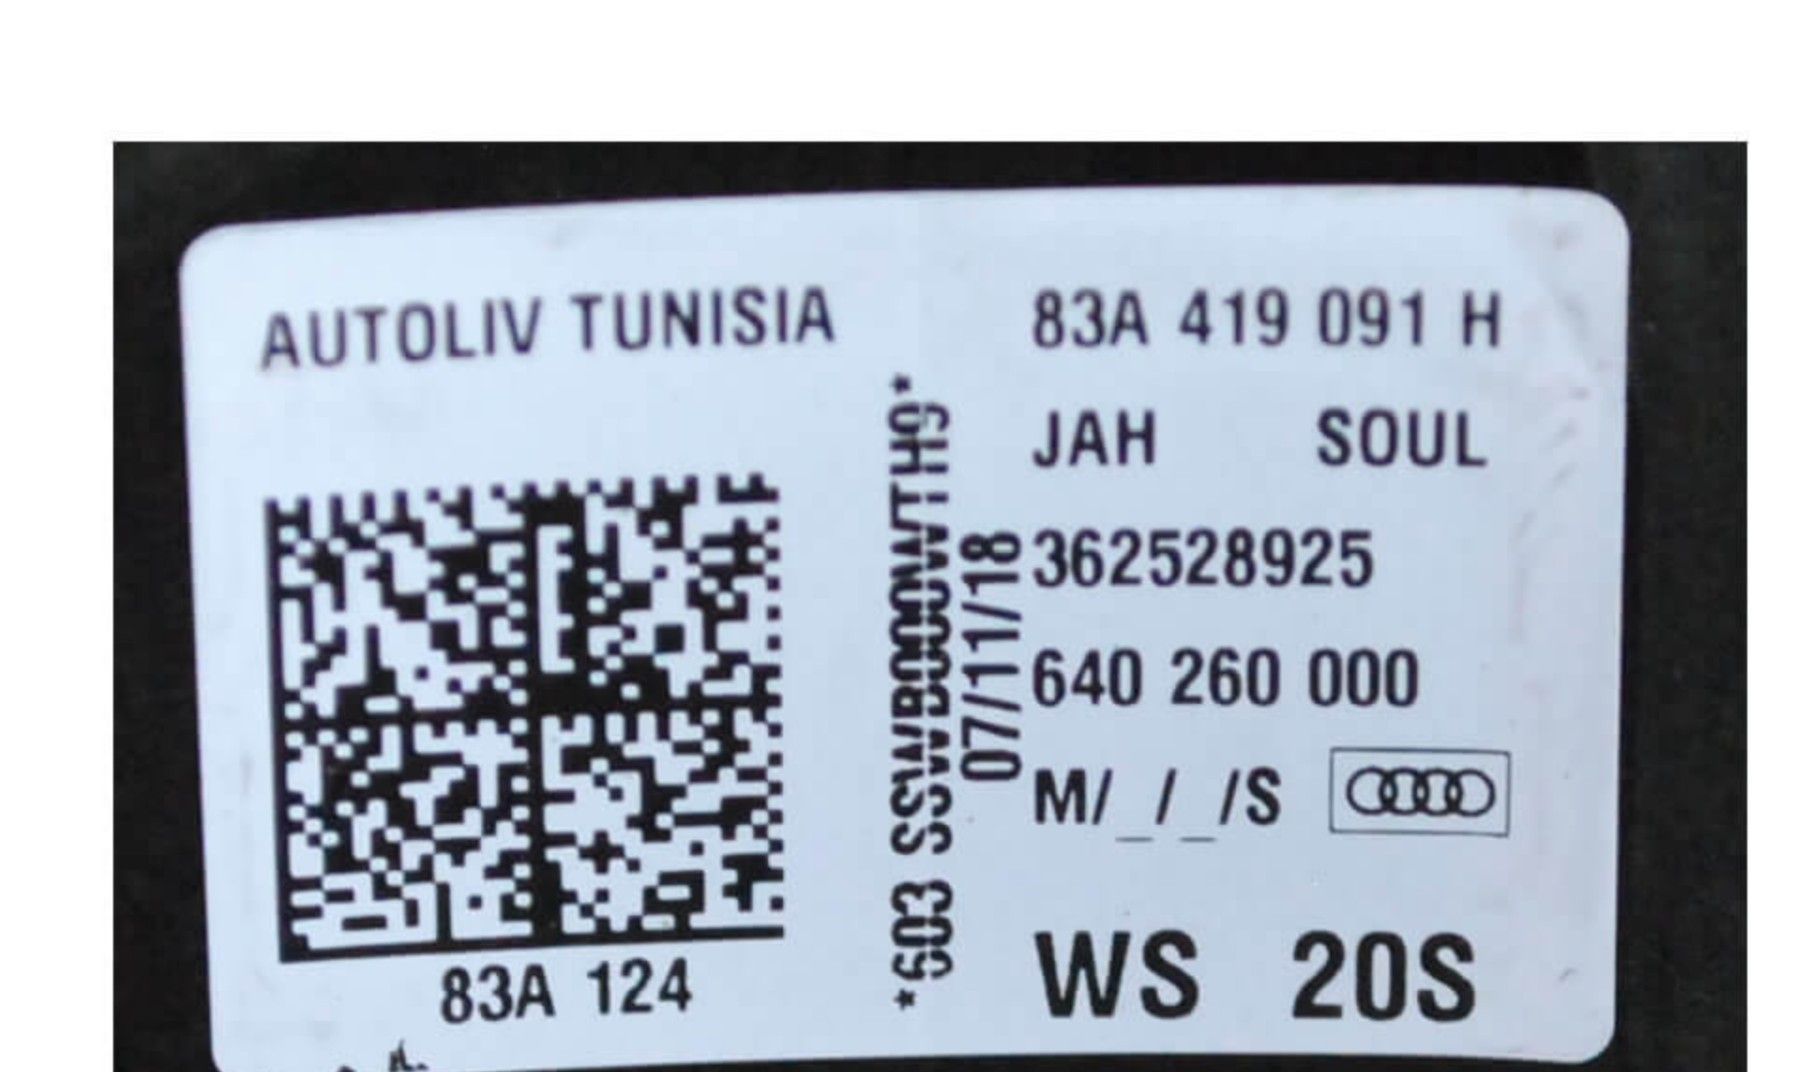 AUTOLIV TUNISIA
83A 419 091 H
JAH SOUL
362528925
640 260 000
M/_/_/S
WS 20S
*603 SSWB000WTH9*
07/11/18
83A 124